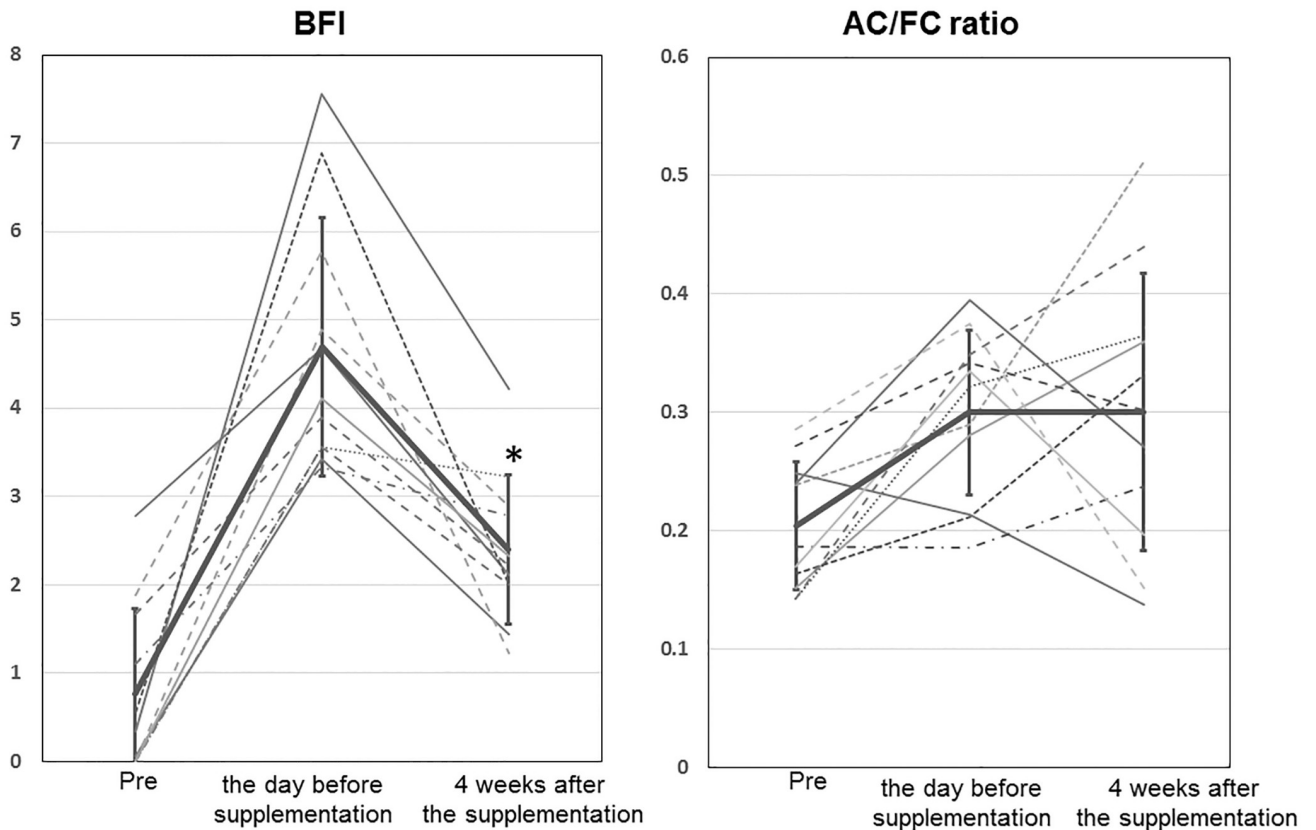 BFI
8
7
6
5
4
3
2
1
0
*
Pre
the day before
supplementation
4 weeks after
the supplementation
AC/FC ratio
0.6
0.5
0.4
0.3
0.2
0.1
0
Pre
the day before
supplementation
4 weeks after
the supplementation